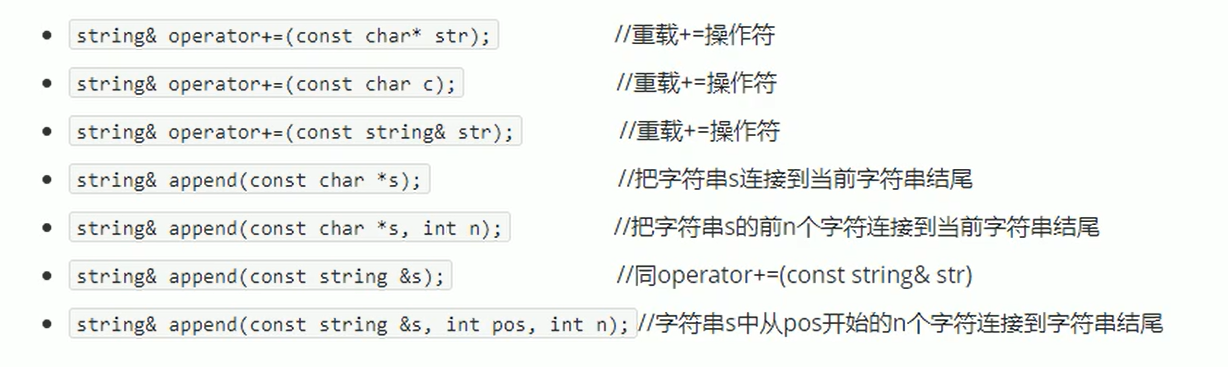 • string& operator+=(const char* str); //重载+=操作符
• string& operator+=(const char c); //重载+=操作符
• string& operator+=(const string& str); //重载+=操作符
• string& append(const char *s); //把字符串s连接到当前字符串结尾
• string& append(const char *s, int n); //把字符串s的前n个字符连接到当前字符串结尾
• string& append(const string &s); //同operator+=(const string& str)
• string& append(const string &s, int pos, int n); //字符串s中从pos开始的n个字符连接到字符串结尾